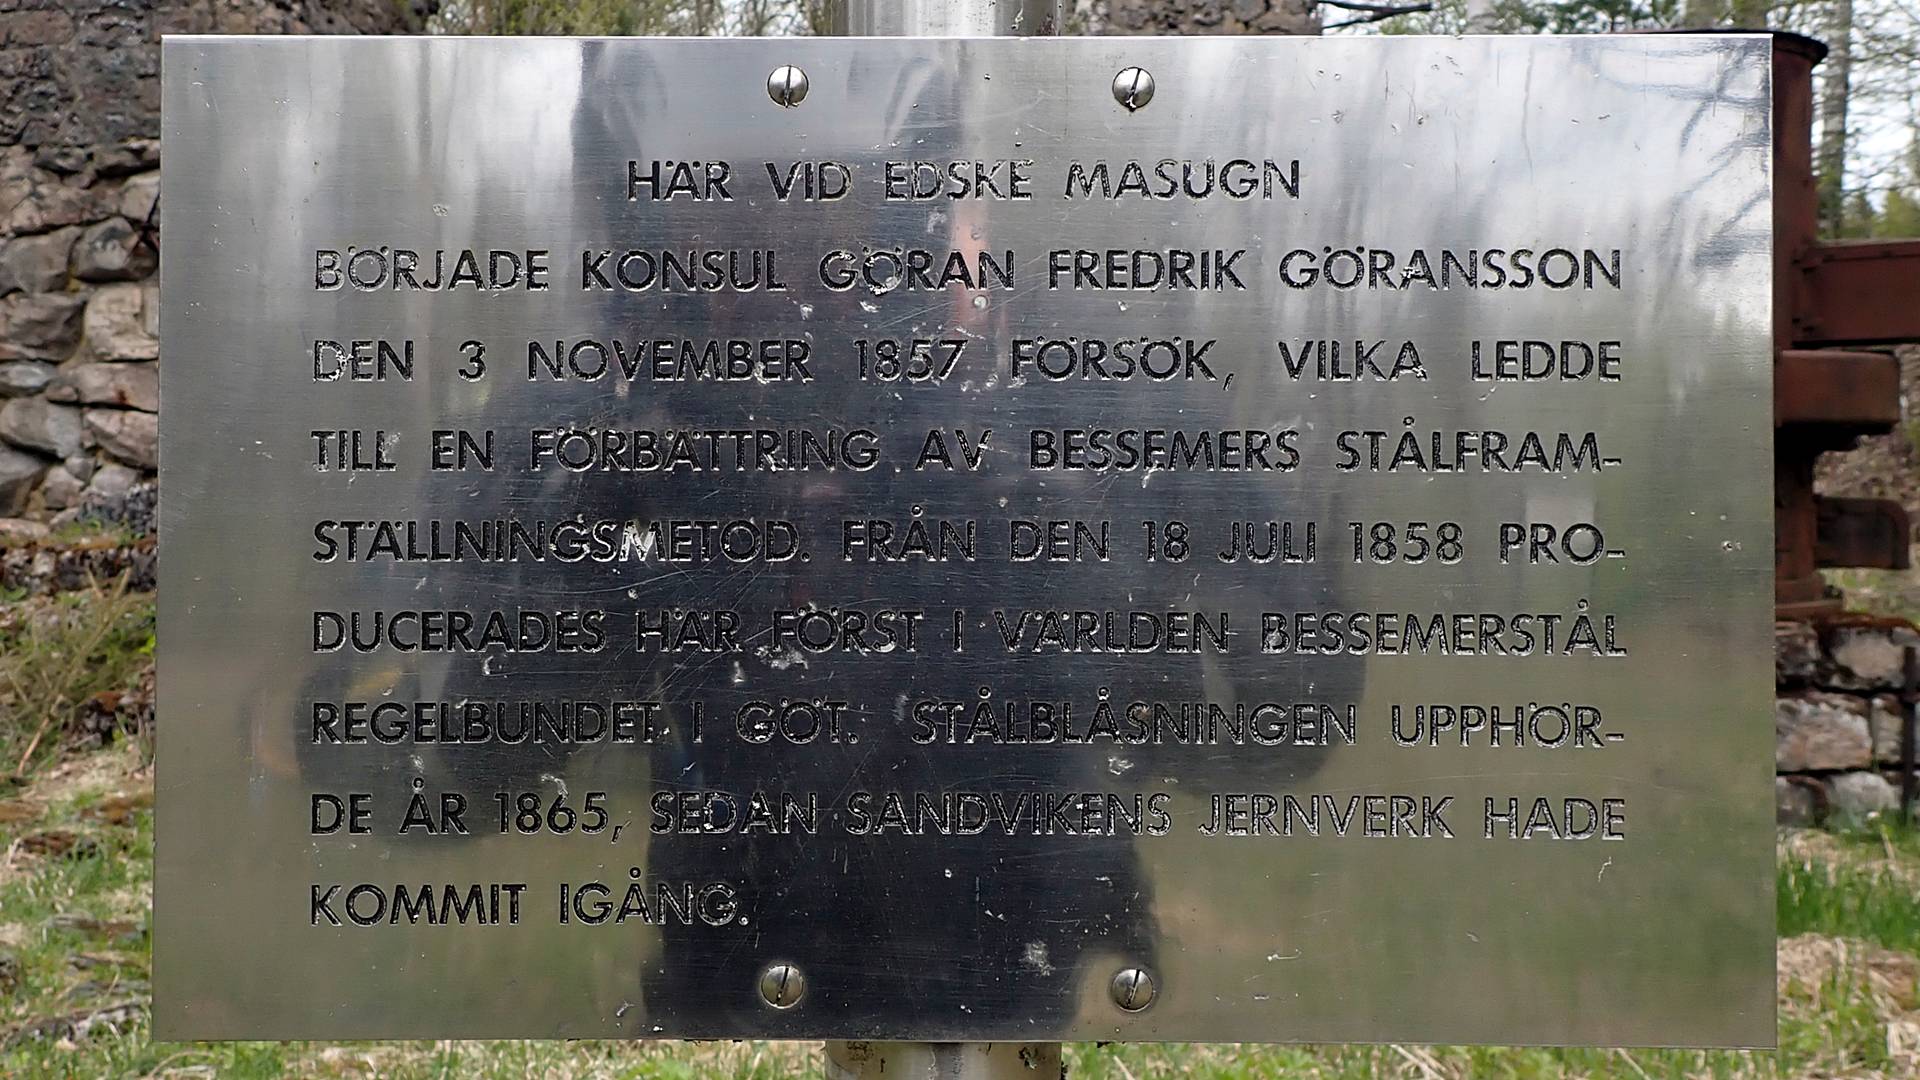 HÄR VID EDSKE MASUGN
BÖRJADE KONSUL GÖRAN FREDRIK GÖRANSSON
DEN 3 NOVEMBER 1857 FÖRSÖK, VILKA LEDDE
TILL EN FÖRBÄTTRING AV BESSEMERS STÅLFRAM-
STÄLLNINGSMETOD. FRÅN DEN 18 JULI 1858 PRO-
DUCERADES HÄR FÖRST I VÄRLDEN BESSEMERSTÅL
REGELBUNDET I GÖT. STÅLBLÅSNINGEN UPPHÖR-
DE ÅR 1865, SEDAN SANDVIKENS JERNVERK HADE
KOMMIT IGÅNG.